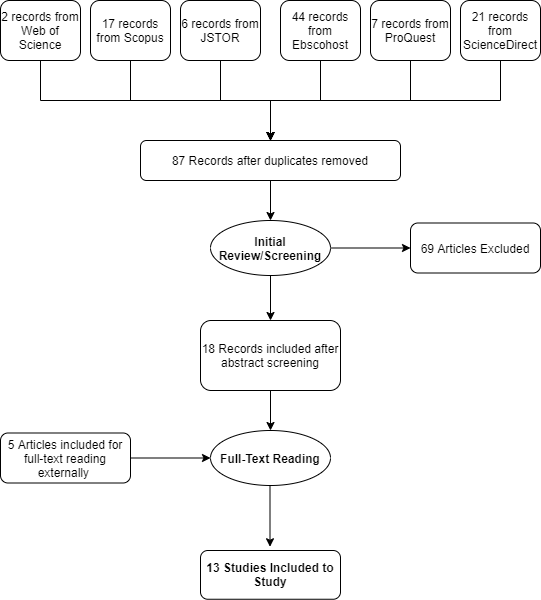 2 records from
Web of
Science
17 records
from Scopus
6 records from
JSTOR
44 records
from
Ebscohost
7 records from
ProQuest
21 records
from
ScienceDirect
87 Records after duplicates removed
Initial
Review/Screening
69 Articles Excluded
18 Records included after
abstract screening
5 Articles included for
full-text reading
externally
Full-Text Reading
13 Studies Included to
Study